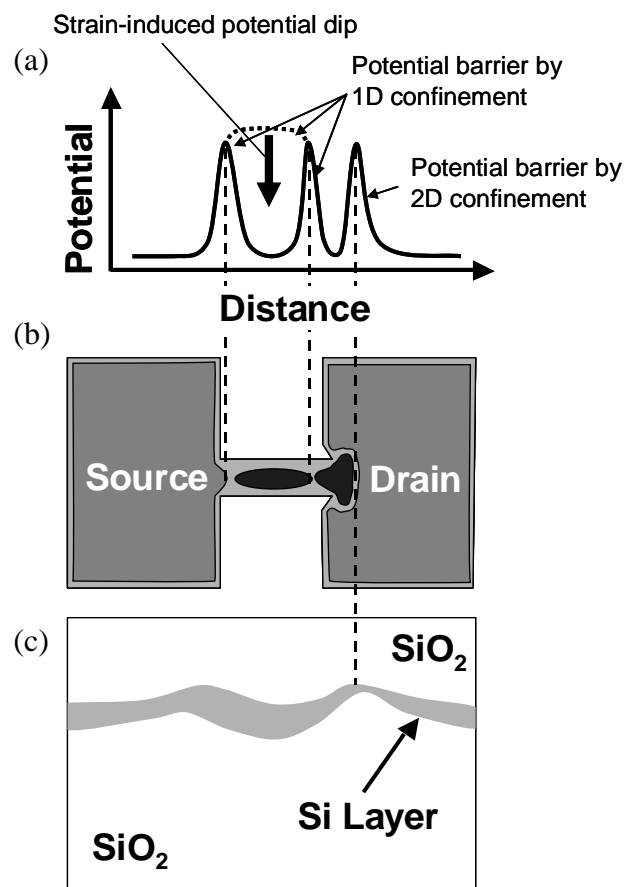 Strain-induced potential dip
(a)
Potential barrier by
1D confinement
Potential barrier by
2D confinement
Potential
Distance
(b)
Source
Drain
(c)
SiO2
Si Layer
SiO2